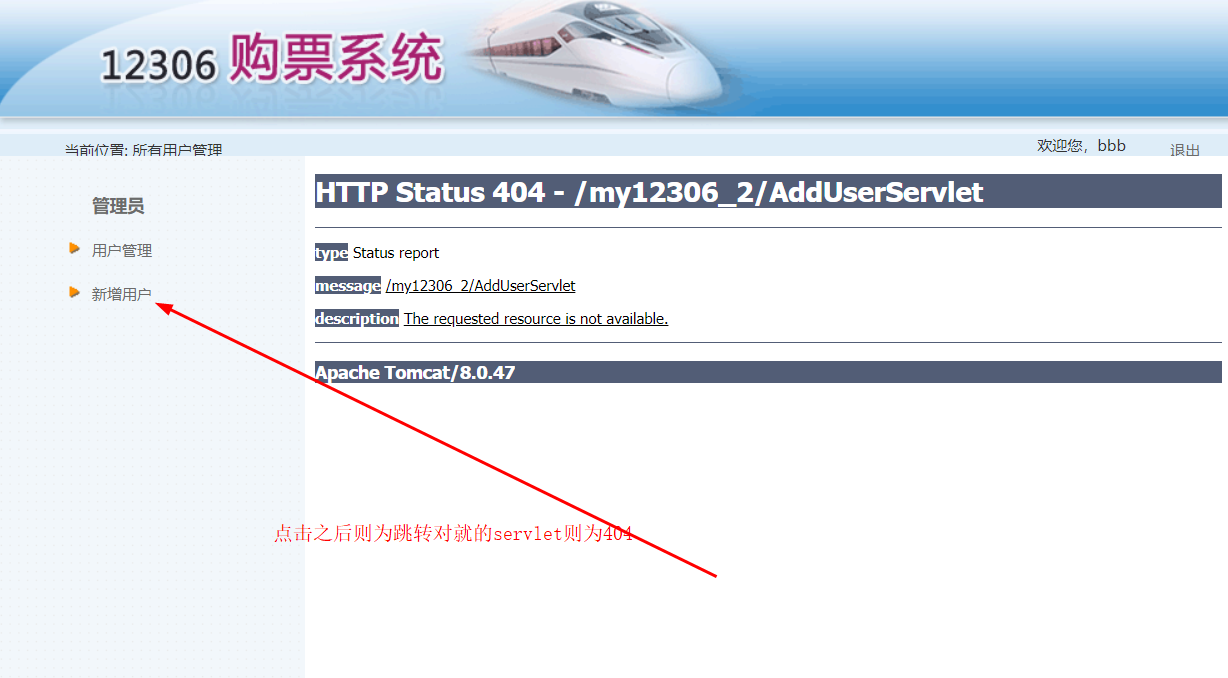 12306 购票系统
当前位置: 所有用户管理
欢迎您，bbb
退出
管理员
用户管理
新增用户
HTTP Status 404 - /my12306_2/AddUserServlet
type Status report
message /my12306_2/AddUserServlet
description The requested resource is not available.
Apache Tomcat/8.0.47
点击之后则为跳转对就的servlet则为404